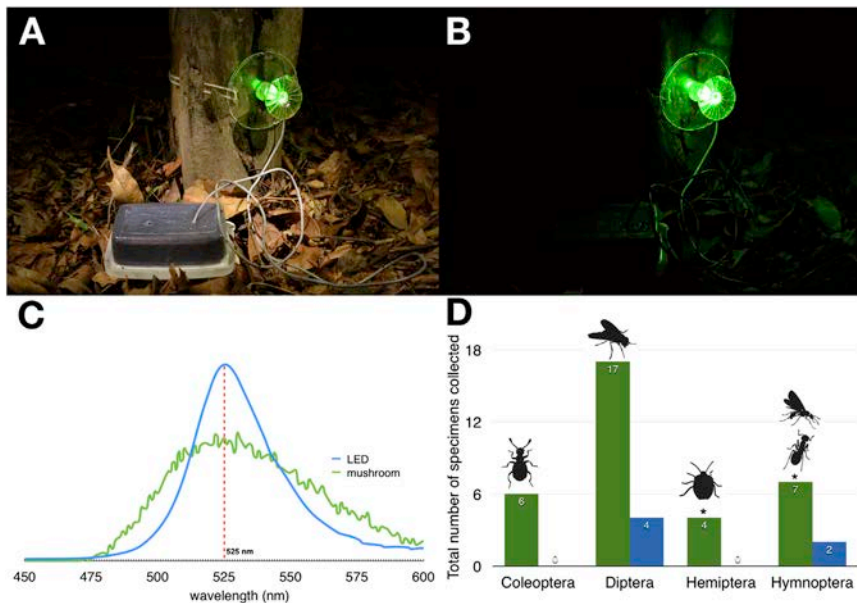 A
B
C
LED
mushroom
525 nm
450 475 500 525 550 575 600
wavelength (nm)
D
Total number of specimens collected
18
12
6
0
6
0
17
4
*
4
0
*
7
2
Coleoptera Diptera Hemiptera Hymnoptera